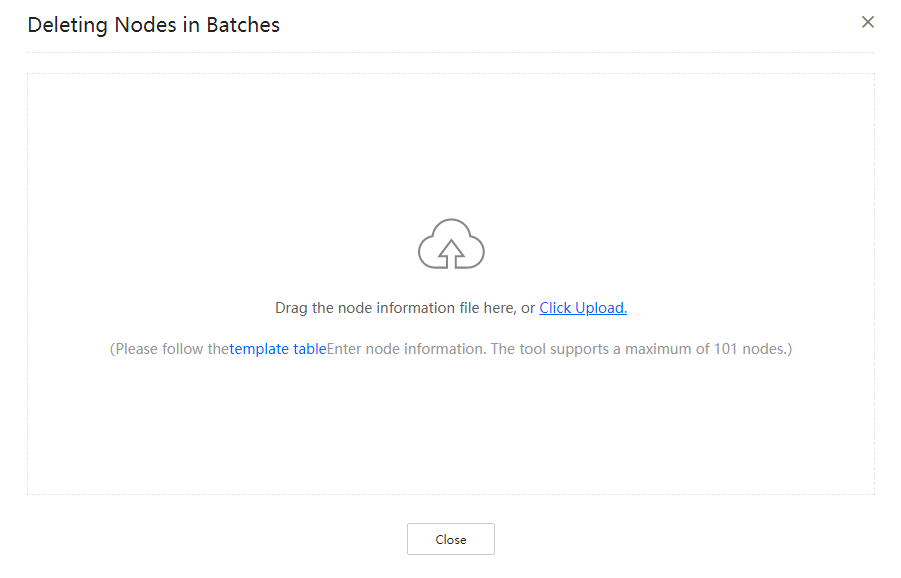 Deleting Nodes in Batches
Drag the node information file here, or Click Upload.
(Please follow thetemplate tableEnter node information. The tool supports a maximum of 101 nodes.)
Close